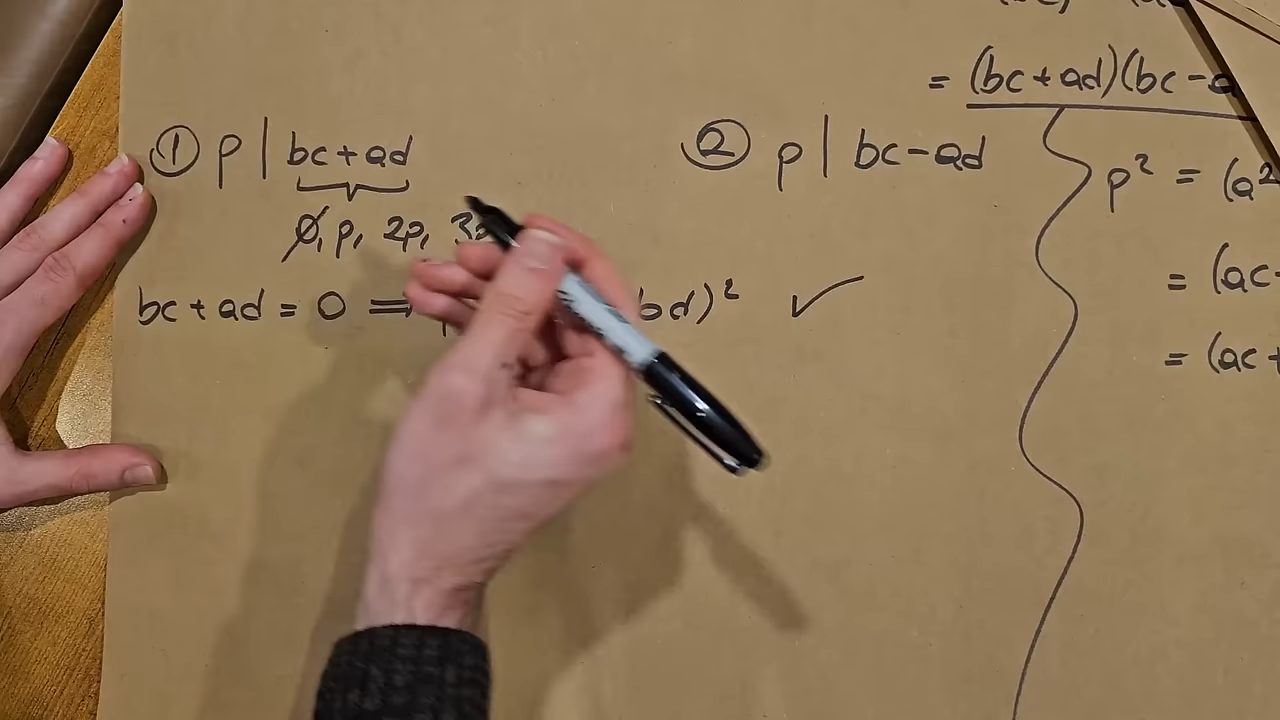 = (bc+ad)(bc-a
① p | bc+ad
② p | bc-ad
p² = (a²
0, p, 2p, 3
bc+ad = 0 ⇒ bd)² ✓
= (ac-
= (ac+